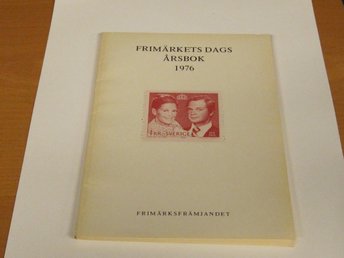 FRIMÄRKETS DAGS
ÅRSBOK
1976
SVERIGE
FRIMÄRKSFRÄMJANDET